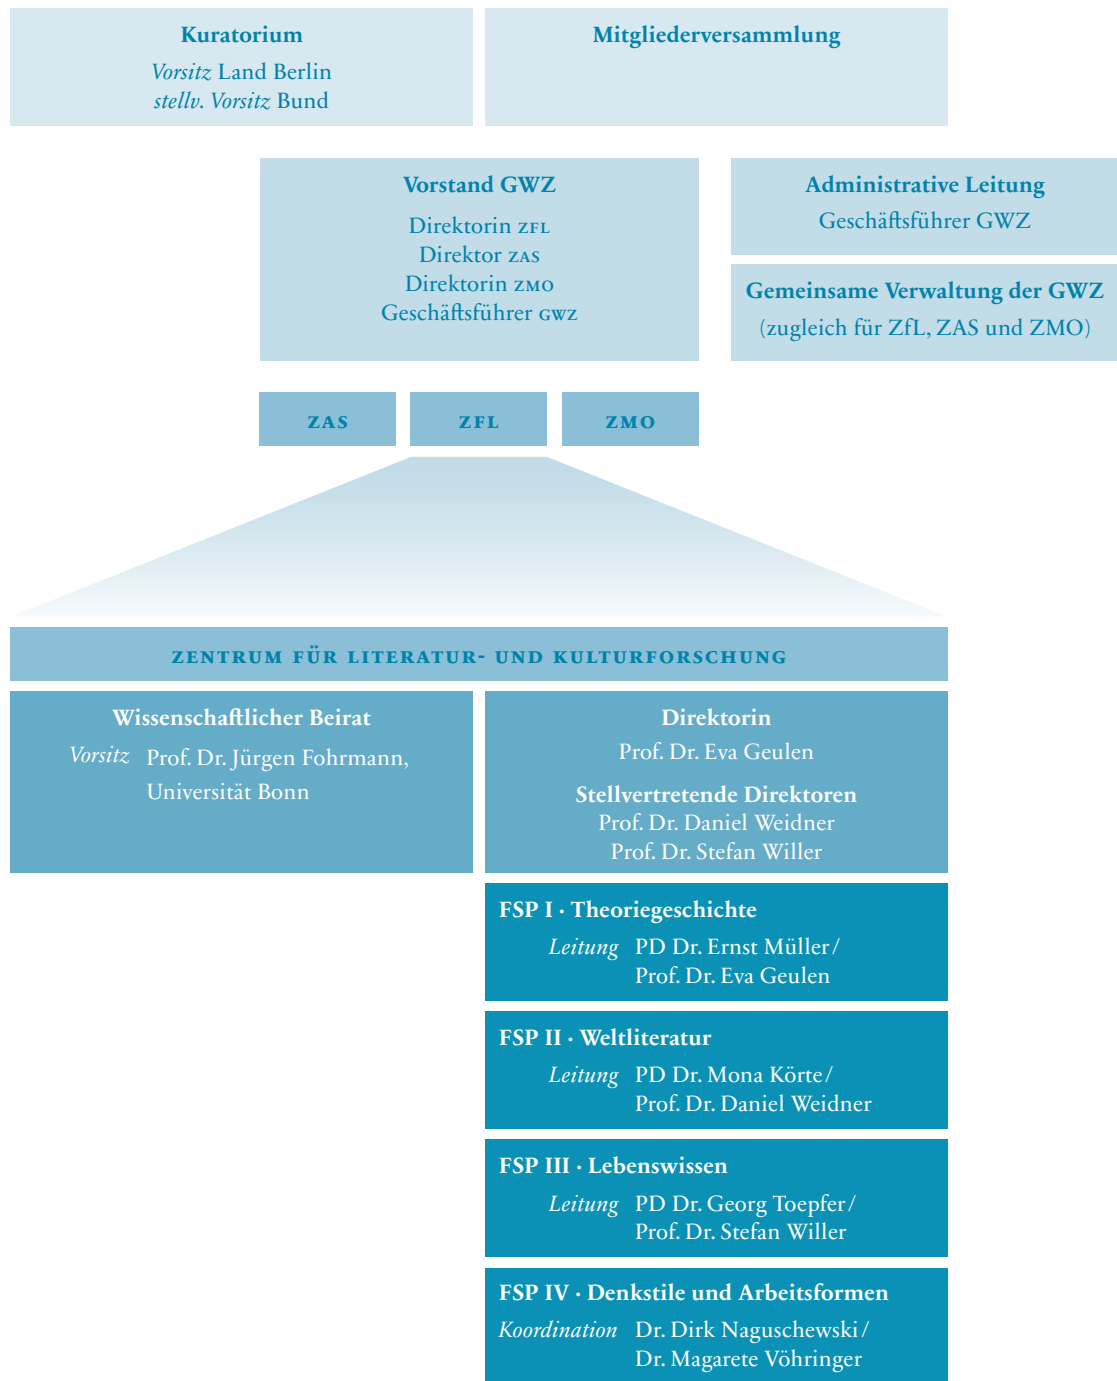 Kuratorium
Vorsitz Land Berlin
stellv. Vorsitz Bund
Mitgliederversammlung
Vorstand GWZ
Direktorin ZFL
Direktor ZAS
Direktorin ZMO
Geschäftsführer GWZ
Administrative Leitung
Geschäftsführer GWZ
Gemeinsame Verwaltung der GWZ
(zugleich für ZfL, ZAS und ZMO)
ZAS
ZFL
ZMO
ZENTRUM FÜR LITERATUR- UND KULTURFORSCHUNG
Wissenschaftlicher Beirat
Vorsitz Prof. Dr. Jürgen Fohrmann,
Universität Bonn
Direktorin
Prof. Dr. Eva Geulen
Stellvertretende Direktoren
Prof. Dr. Daniel Weidner
Prof. Dr. Stefan Willer
FSP I · Theoriegeschichte
Leitung PD Dr. Ernst Müller/
Prof. Dr. Eva Geulen
FSP II · Weltliteratur
Leitung PD Dr. Mona Körte/
Prof. Dr. Daniel Weidner
FSP III · Lebenswissen
Leitung PD Dr. Georg Toepfer/
Prof. Dr. Stefan Willer
FSP IV · Denkstile und Arbeitsformen
Koordination Dr. Dirk Naguschewski/
Dr. Magarete Vöhringer